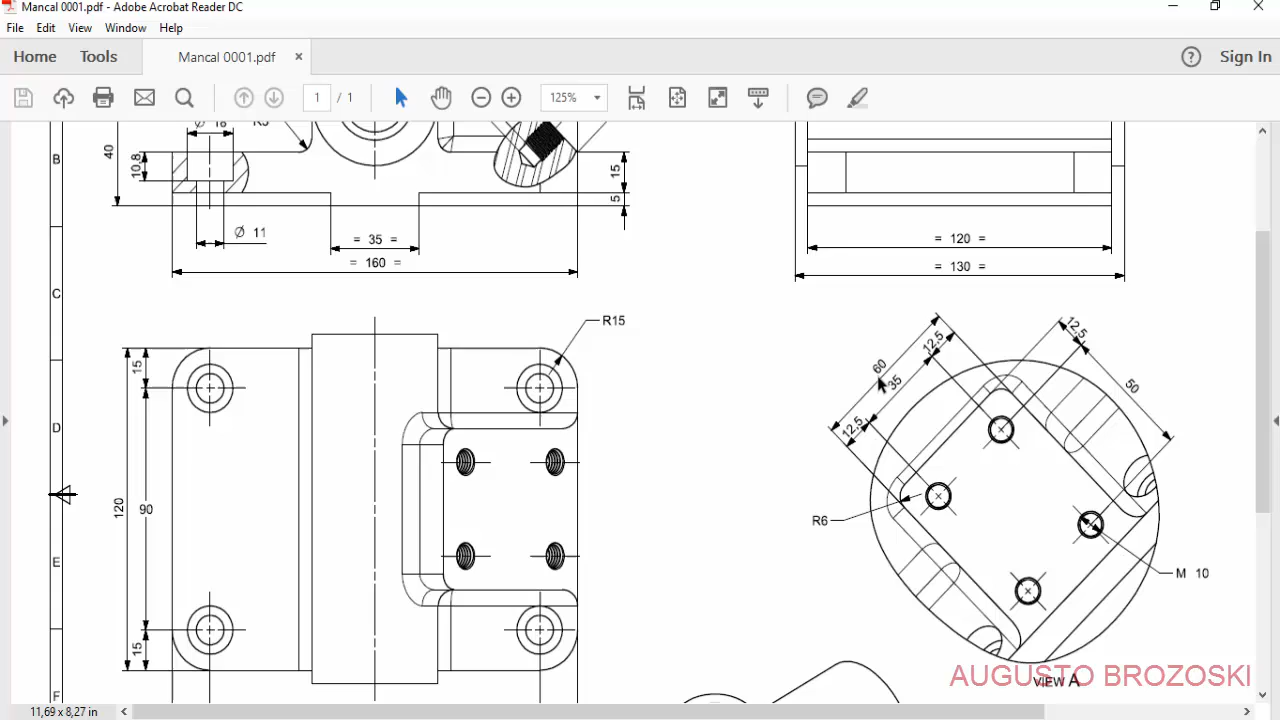 Mancal 0001.pdf - Adobe Acrobat Reader DC
File Edit View Window Help
Home Tools Mancal 0001.pdf × ? Sign In
1 / 1 125%
B
40
10,8
15
5
Ø 11
= 35 =
= 160 =
= 120 =
= 130 =
C
R15
12,5
12,5
60
35
12,5
50
15
D
120
90
R6
E
M 10
15
F
VIEW A
AUGUSTO BROZOSKI
11,69 x 8,27 in